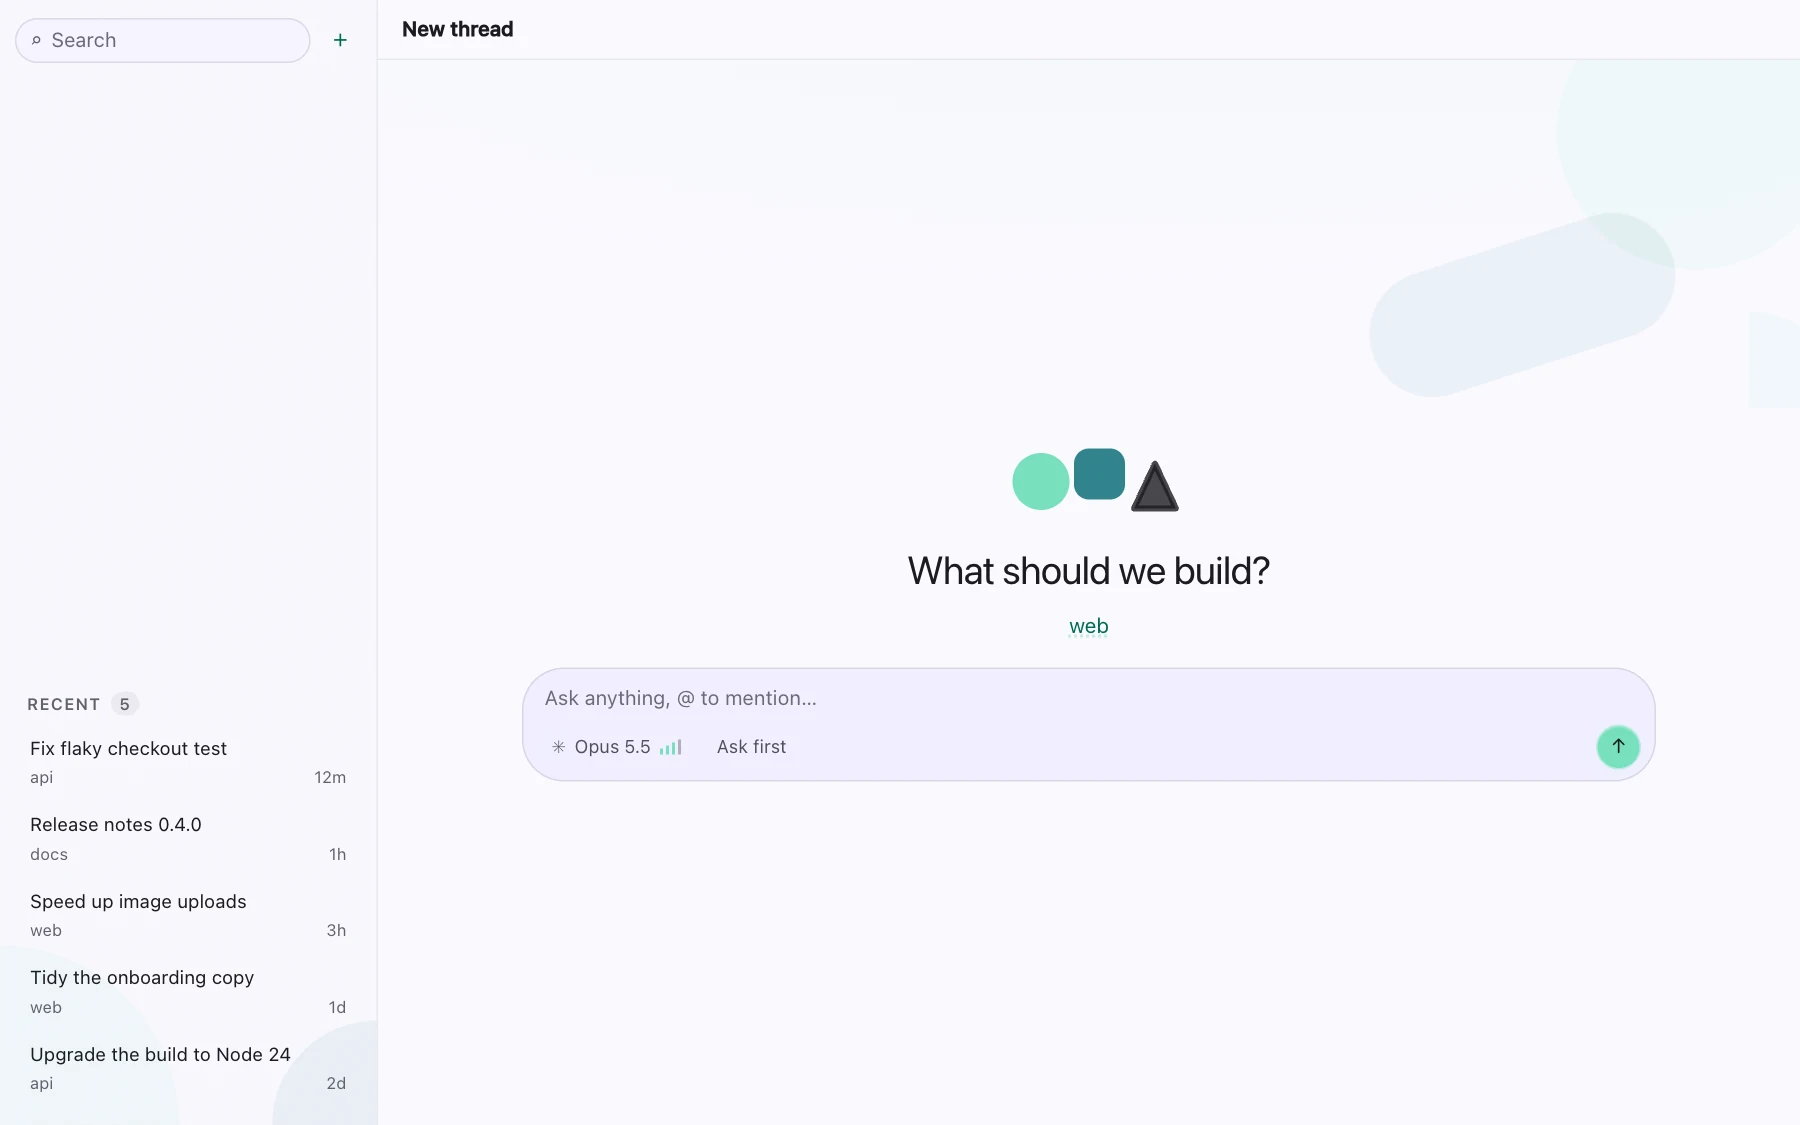 Search
+
New thread
What should we build?
web
Ask anything, @ to mention...
Opus 5.5
Ask first
RECENT 5
Fix flaky checkout test
api 12m
Release notes 0.4.0
docs 1h
Speed up image uploads
web 3h
Tidy the onboarding copy
web 1d
Upgrade the build to Node 24
api 2d